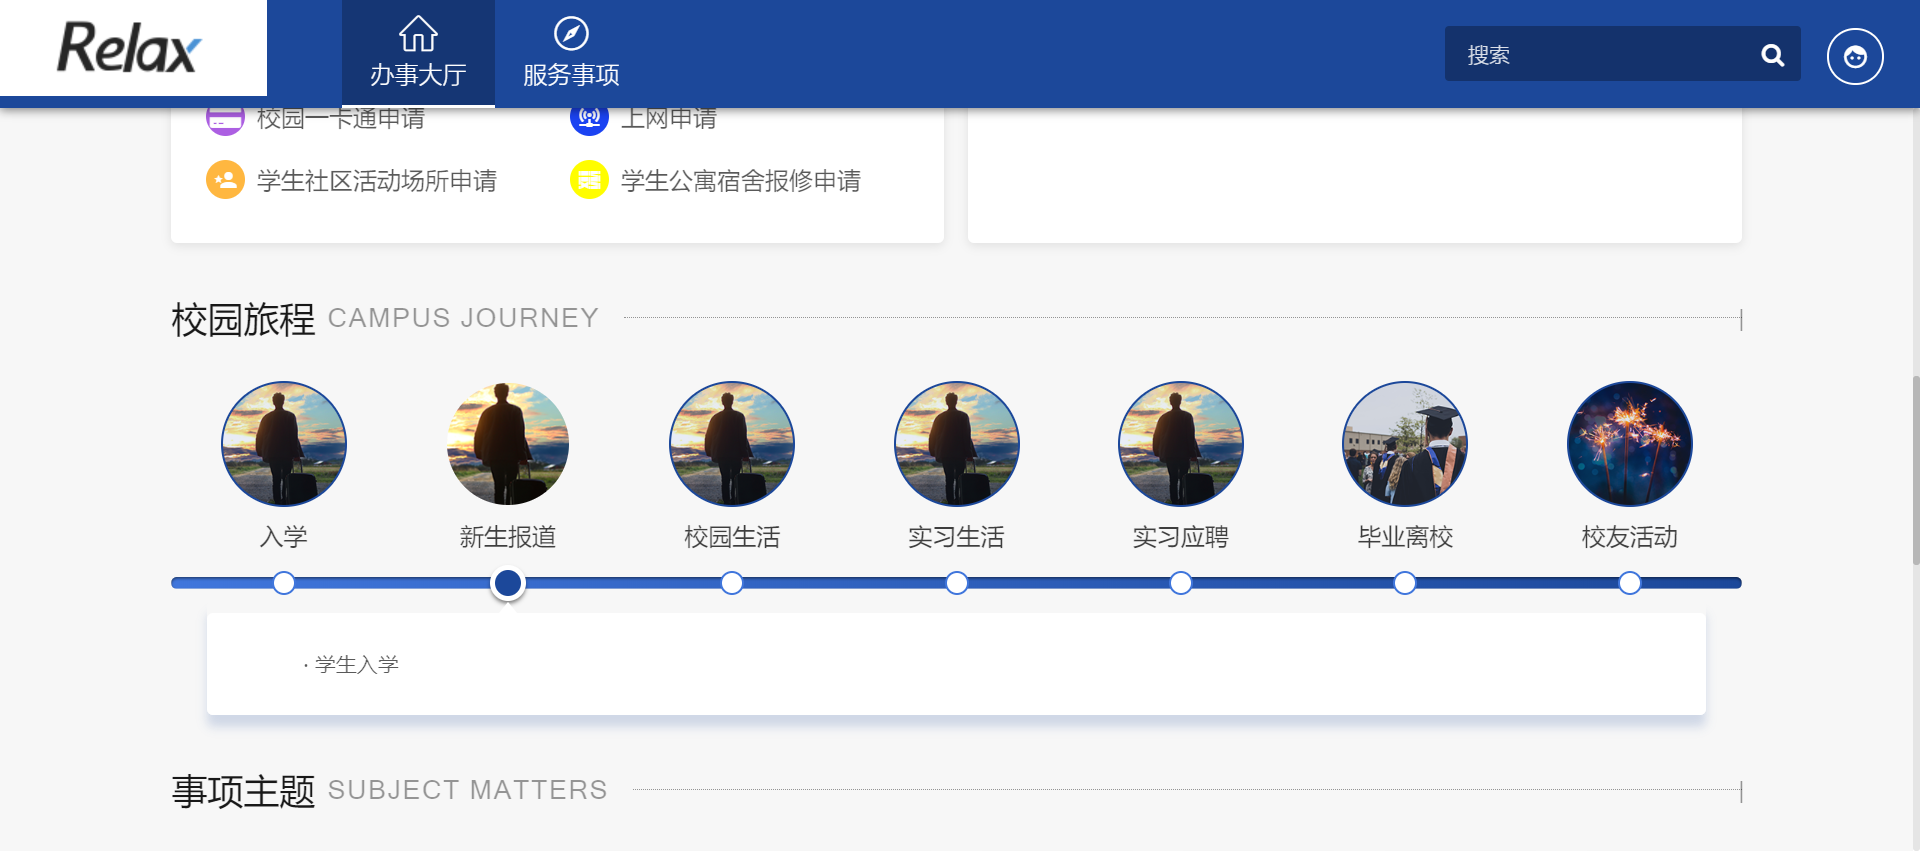 Relax
办事大厅
服务事项
搜索
校园一卡通申请
上网申请
学生社区活动场所申请
学生公寓宿舍报修申请
校园旅程 CAMPUS JOURNEY
入学
新生报道
校园生活
实习生活
实习应聘
毕业离校
校友活动
· 学生入学
事项主题 SUBJECT MATTERS